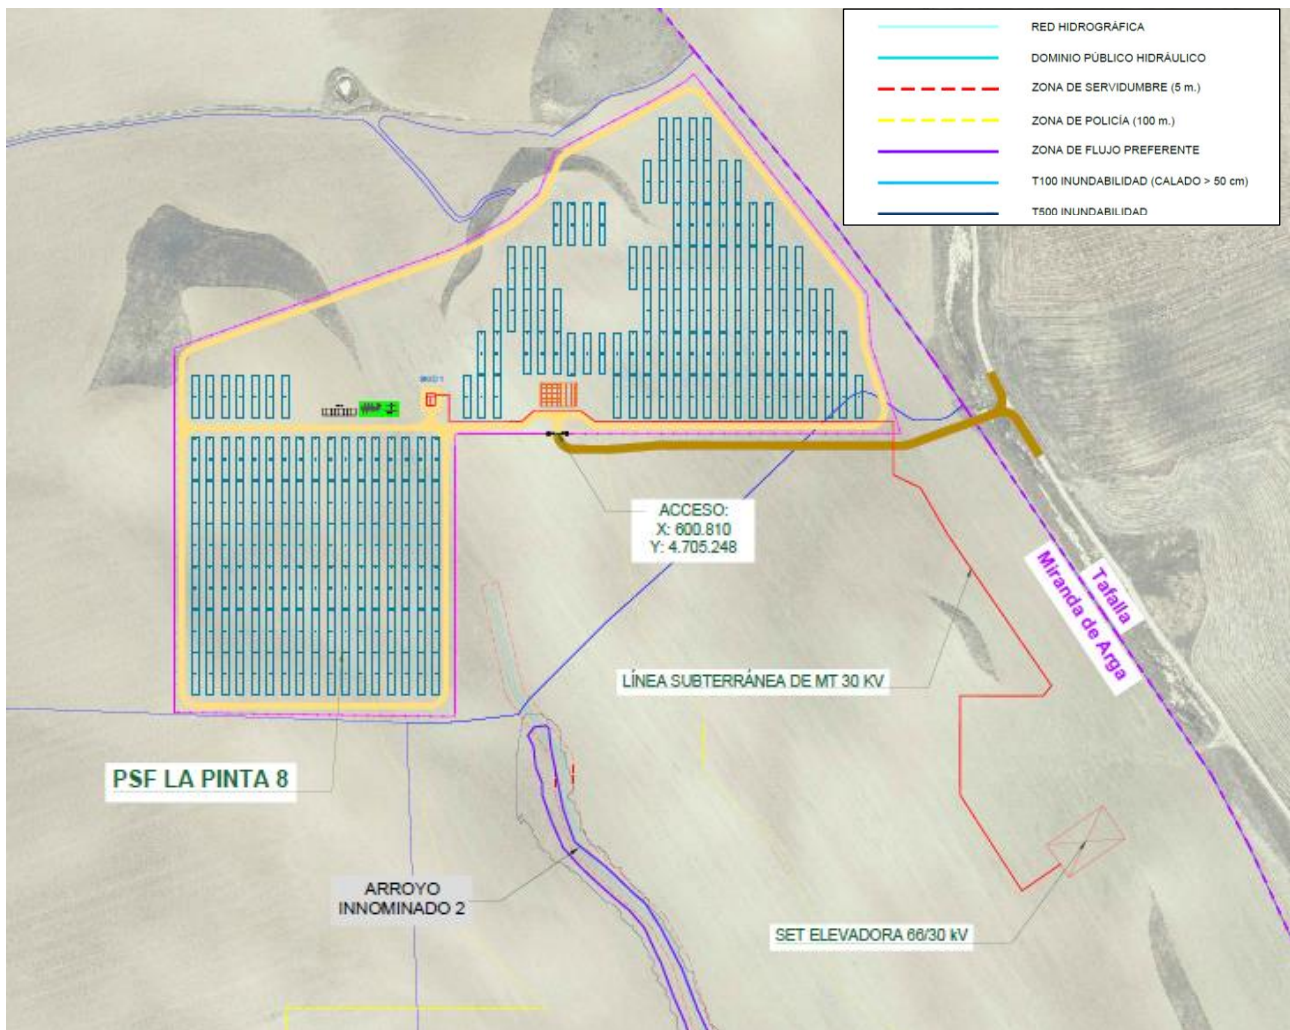 RED HIDROGRÁFICA
DOMINIO PÚBLICO HIDRÁULICO
ZONA DE SERVIDUMBRE (5 m.)
ZONA DE POLICÍA (100 m.)
ZONA DE FLUJO PREFERENTE
T100 INUNDABILIDAD (CALADO > 50 cm)
T500 INUNDABILIDAD
ACCESO:
X: 600.810
Y: 4.705.248
Tafalla
Miranda de Arga
LÍNEA SUBTERRÁNEA DE MT 30 KV
PSF LA PINTA 8
ARROYO
INNOMINADO 2
SET ELEVADORA 66/30 kV